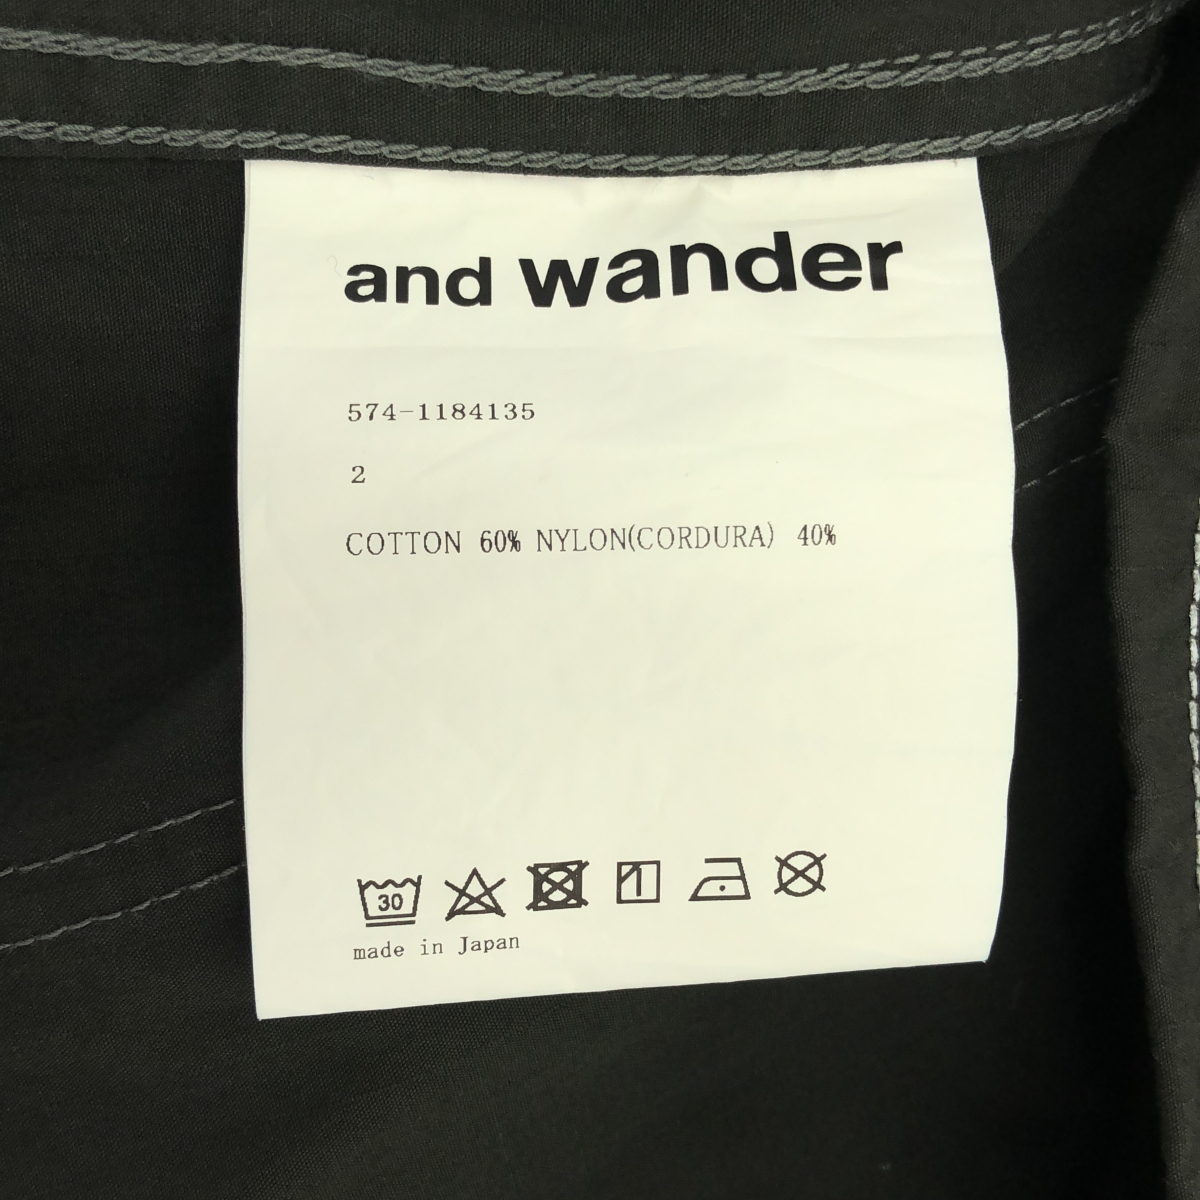 and wander
574-1184135
2
COTTON 60% NYLON(CORDURA) 40%
30
made in Japan